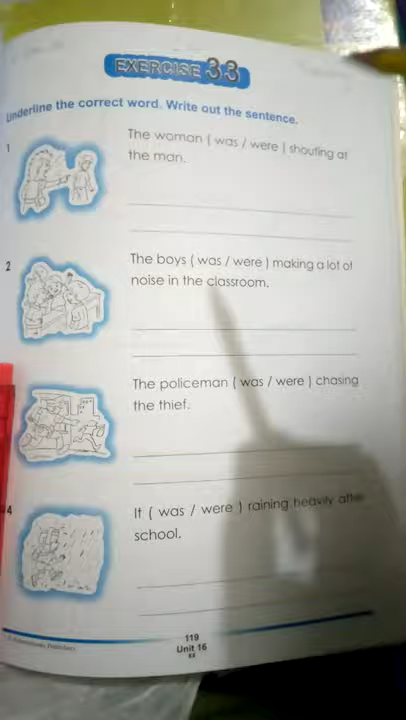 EXERCISE 33
Underline the correct word. Write out the sentence.
1
The woman ( was / were ) shouting at
the man.
2
The boys ( was / were ) making a lot of
noise in the classroom.
The policeman ( was / were ) chasing
the thief.
4
It ( was / were ) raining heavily after
school.
Publishers
119
Unit 16